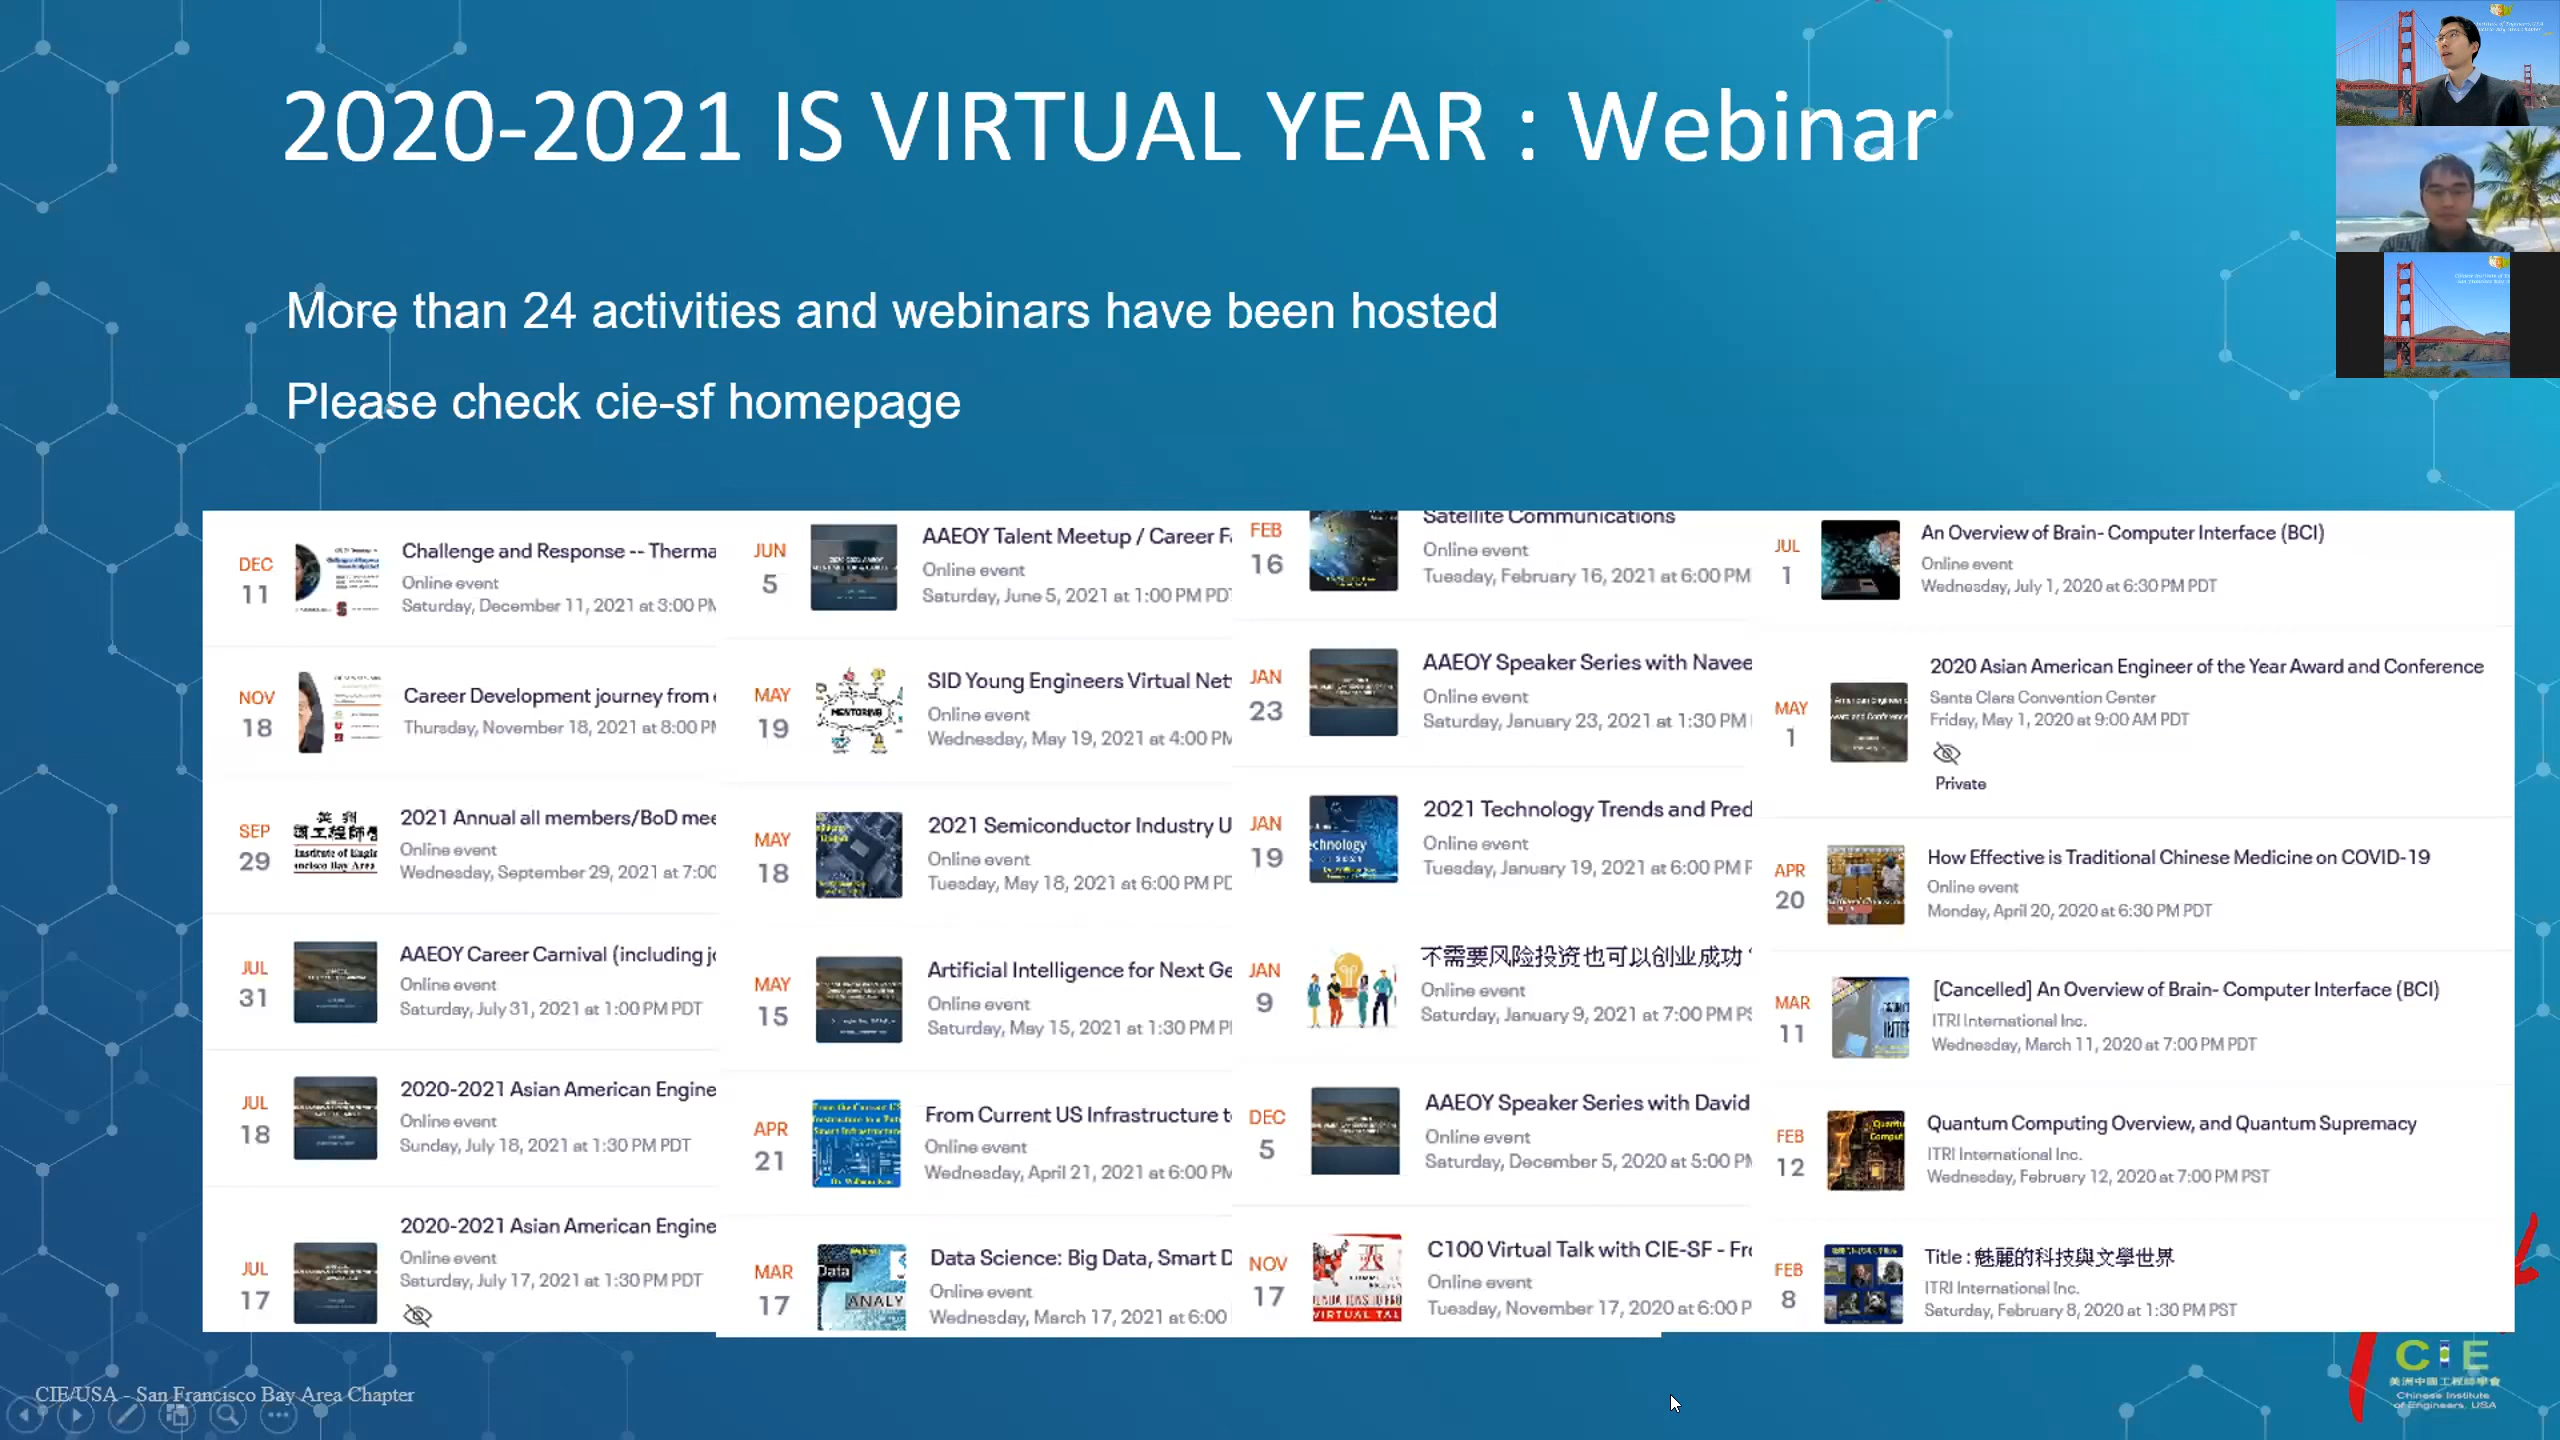 2020-2021 IS VIRTUAL YEAR : Webinar
More than 24 activities and webinars have been hosted
Please check cie-sf homepage
DEC
11
Challenge and Response -- Therma
Online event
Saturday, December 11, 2021 at 3:00 PM
NOV
18
Career Development journey from
Thursday, November 18, 2021 at 8:00 PM
SEP
29
2021 Annual all members/BoD mee
Online event
Wednesday, September 29, 2021 at 7:00
JUL
31
AAEOY Career Carnival (including jo
Online event
Saturday, July 31, 2021 at 1:00 PM PDT
JUL
18
2020-2021 Asian American Engine
Online event
Sunday, July 18, 2021 at 1:30 PM PDT
JUL
17
2020-2021 Asian American Engine
Online event
Saturday, July 17, 2021 at 1:30 PM PDT
JUN
5
AAEOY Talent Meetup / Career Fa
Online event
Saturday, June 5, 2021 at 1:00 PM PDT
MAY
19
MENTORING
SID Young Engineers Virtual Net
Online event
Wednesday, May 19, 2021 at 4:00 PM
MAY
18
2021 Semiconductor Industry U
Online event
Tuesday, May 18, 2021 at 6:00 PM PD
MAY
15
Artificial Intelligence for Next Ge
Online event
Saturday, May 15, 2021 at 1:30 PM P
APR
21
From Current US Infrastructure to
Online event
Wednesday, April 21, 2021 at 6:00 PM
MAR
17
Data
ANALY
Data Science: Big Data, Smart D
Online event
Wednesday, March 17, 2021 at 6:00
FEB
16
Satellite Communications
Online event
Tuesday, February 16, 2021 at 6:00 PM
JAN
23
AAEOY Speaker Series with Navee
Online event
Saturday, January 23, 2021 at 1:30 PM
JAN
19
2021 Technology Trends and Pred
Online event
Tuesday, January 19, 2021 at 6:00 PM P
JAN
9
不需要风险投资也可以创业成功
Online event
Saturday, January 9, 2021 at 7:00 PM PS
DEC
5
AAEOY Speaker Series with David
Online event
Saturday, December 5, 2020 at 5:00 PM
NOV
17
VIRTUAL TAL
C100 Virtual Talk with CIE-SF - Fro
Online event
Tuesday, November 17, 2020 at 6:00 P
JUL
1
An Overview of Brain- Computer Interface (BCI)
Online event
Wednesday, July 1, 2020 at 6:30 PM PDT
MAY
1
2020 Asian American Engineer of the Year Award and Conference
Santa Clara Convention Center
Friday, May 1, 2020 at 9:00 AM PDT
Private
APR
20
How Effective is Traditional Chinese Medicine on COVID-19
Online event
Monday, April 20, 2020 at 6:30 PM PDT
MAR
11
[Cancelled] An Overview of Brain- Computer Interface (BCI)
ITRI International Inc.
Wednesday, March 11, 2020 at 7:00 PM PDT
FEB
12
Quantum Computing Overview, and Quantum Supremacy
ITRI International Inc.
Wednesday, February 12, 2020 at 7:00 PM PST
FEB
8
Title : 魅麗的科技與文學世界
ITRI International Inc.
Saturday, February 8, 2020 at 1:30 PM PST
CIE/USA - San Francisco Bay Area Chapter
CIE
美洲中國工程師學會
Chinese Institute
of Engineers, USA